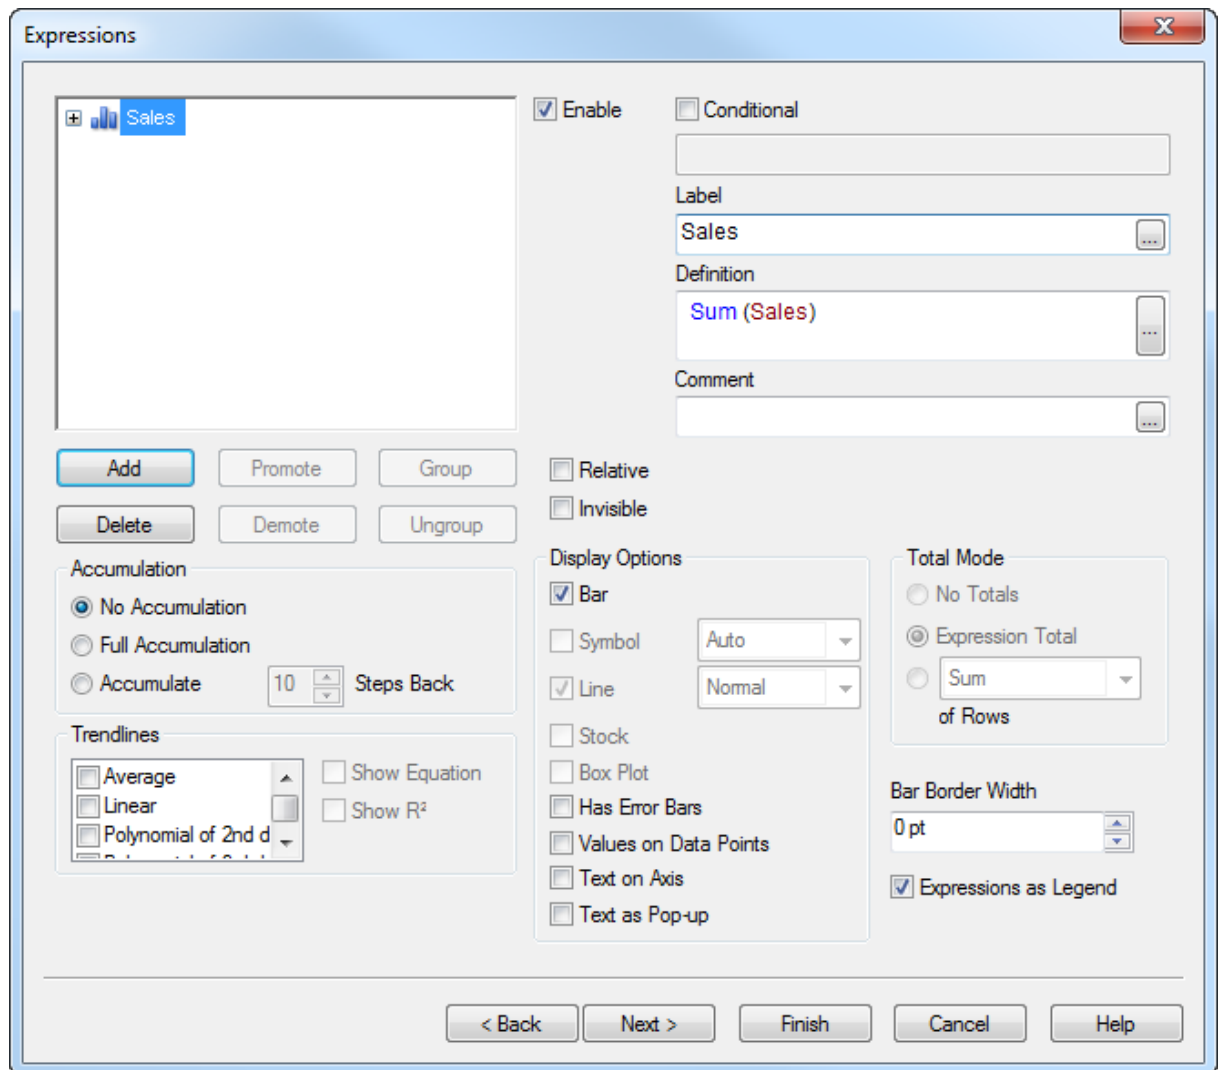 Expressions
Sales
Enable
Conditional
Label
Sales
...
Definition
Sum (Sales)
...
Comment
...
Add
Promote
Group
Delete
Demote
Ungroup
Relative
Invisible
Accumulation
No Accumulation
Full Accumulation
Accumulate 10 Steps Back
Trendlines
Average
Linear
Polynomial of 2nd d
Show Equation
Show R²
Display Options
Bar
Symbol Auto
Line Normal
Stock
Box Plot
Has Error Bars
Values on Data Points
Text on Axis
Text as Pop-up
Total Mode
No Totals
Expression Total
Sum
of Rows
Bar Border Width
0 pt
Expressions as Legend
< Back
Next >
Finish
Cancel
Help